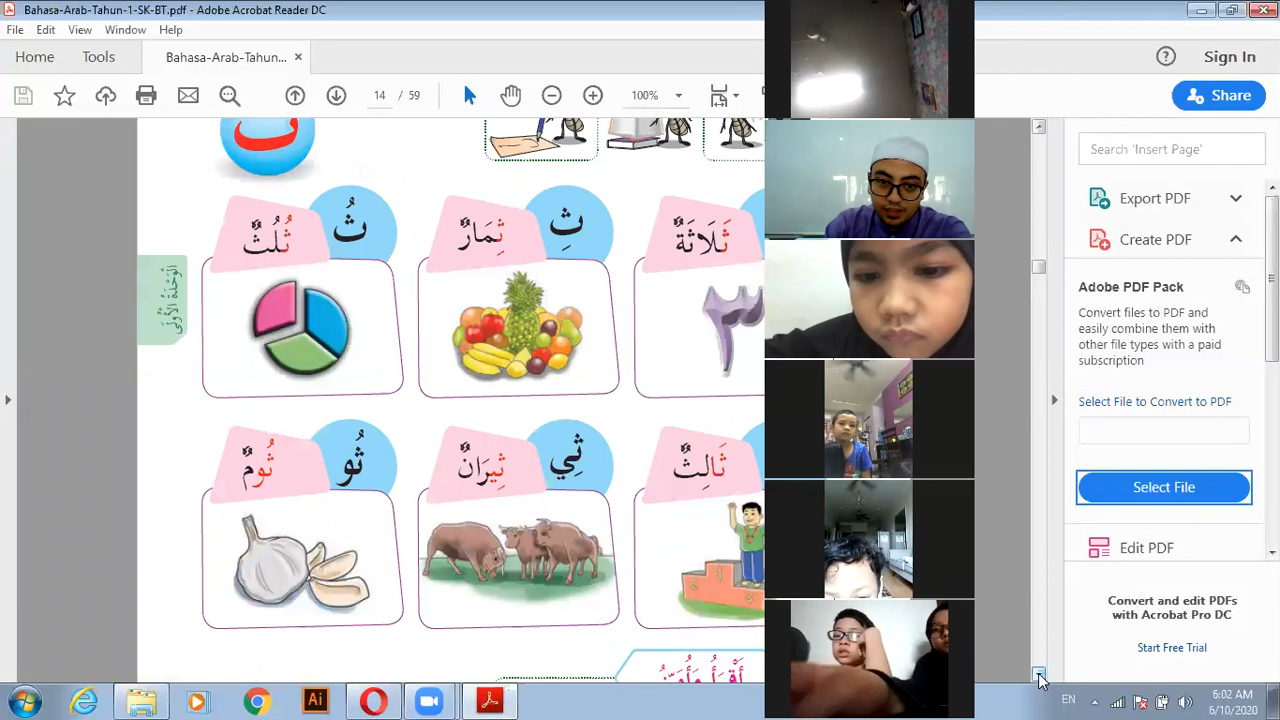 Bahasa-Arab-Tahun-1-SK-BT.pdf - Adobe Acrobat Reader DC
File Edit View Window Help
Home Tools Bahasa-Arab-Tahun... × Sign In
14 / 59 100% Share
ث
ثُ ثِ
ثُلُثٌ ثِمَارٌ ثَلَاثَةٌ
٣
اَلْوَحْدَةُ الْأُولَى
ثُو ثِي
ثُومٌ ثِيرَانٌ ثَالِثٌ
Search 'Insert Page'
Export PDF
Create PDF
Adobe PDF Pack
Convert files to PDF and
easily combine them with
other file types with a paid
subscription
Select File to Convert to PDF
Select File
Edit PDF
Convert and edit PDFs
with Acrobat Pro DC
Start Free Trial
Ai EN 6:02 AM
6/10/2020